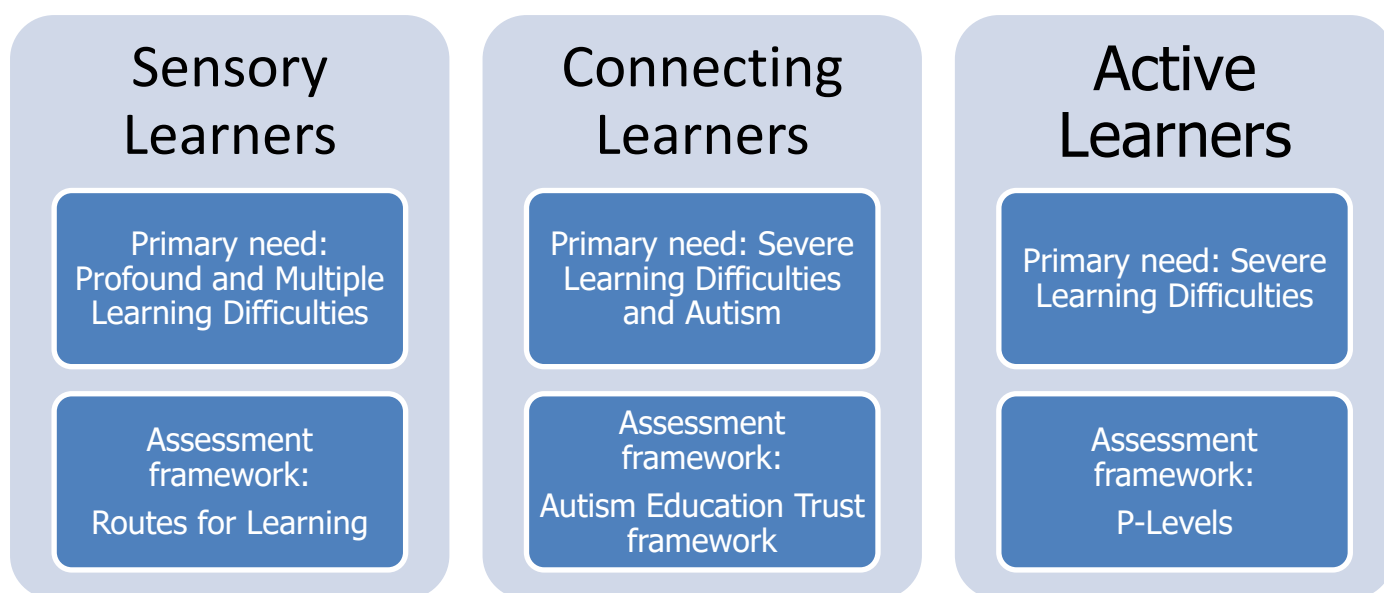 Sensory
Learners
Primary need:
Profound and Multiple
Learning Difficulties
Assessment
framework:
Routes for Learning
Connecting
Learners
Primary need: Severe
Learning Difficulties
and Autism
Assessment
framework:
Autism Education Trust
framework
Active
Learners
Primary need: Severe
Learning Difficulties
Assessment
framework:
P-Levels